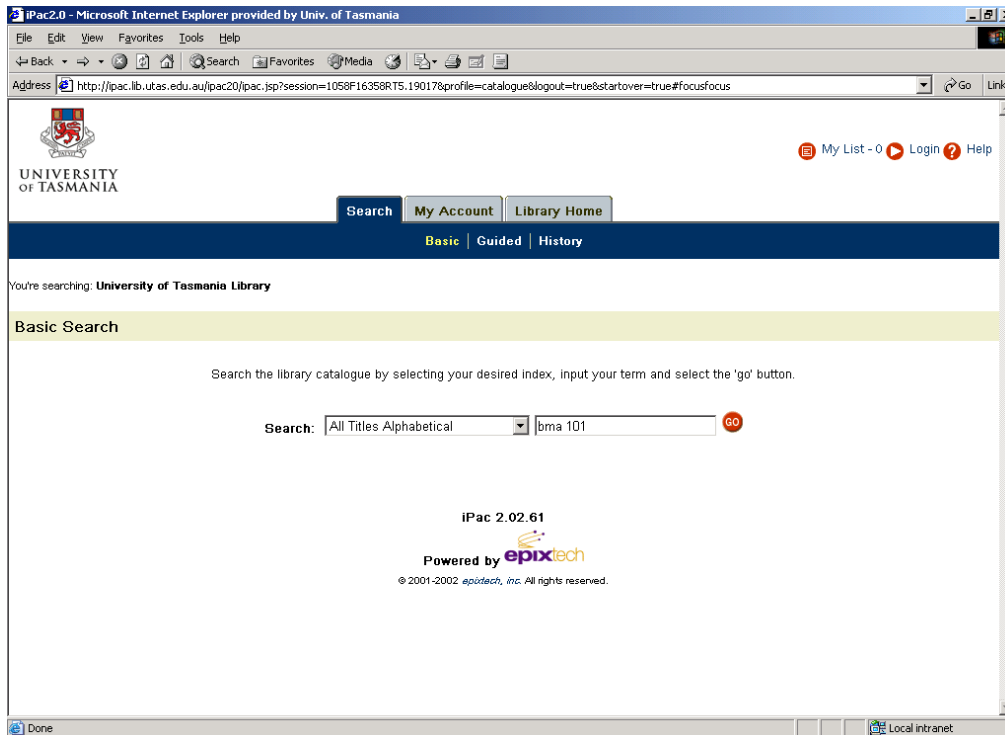 iPac2.0 - Microsoft Internet Explorer provided by Univ. of Tasmania
File Edit View Favorites Tools Help
Back Search Favorites Media
Address http://ipac.lib.utas.edu.au/ipac20/ipac.jsp?session=1058F16358RT5.19017&profile=catalogue&logout=true&startover=true#focusfocus Go Link
UNIVERSITY
OF TASMANIA
My List - 0 Login ? Help
Search My Account Library Home
Basic | Guided | History
You're searching: University of Tasmania Library
Basic Search
Search the library catalogue by selecting your desired index, input your term and select the 'go' button.
Search: All Titles Alphabetical bma 101 GO
iPac 2.02.61
Powered by epixtech
© 2001-2002 epixtech, inc. All rights reserved.
Done Local intranet